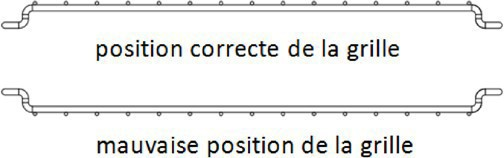 position correcte de la grille
mauvaise position de la grille